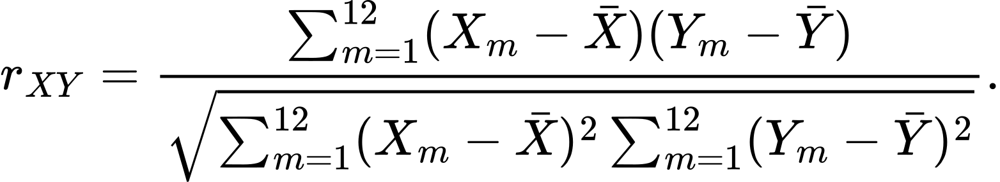 r_{XY} = \frac{\sum_{m=1}^{12}(X_m - \bar{X})(Y_m - \bar{Y})}{\sqrt{\sum_{m=1}^{12}(X_m - \bar{X})^2 \sum_{m=1}^{12}(Y_m - \bar{Y})^2}}.